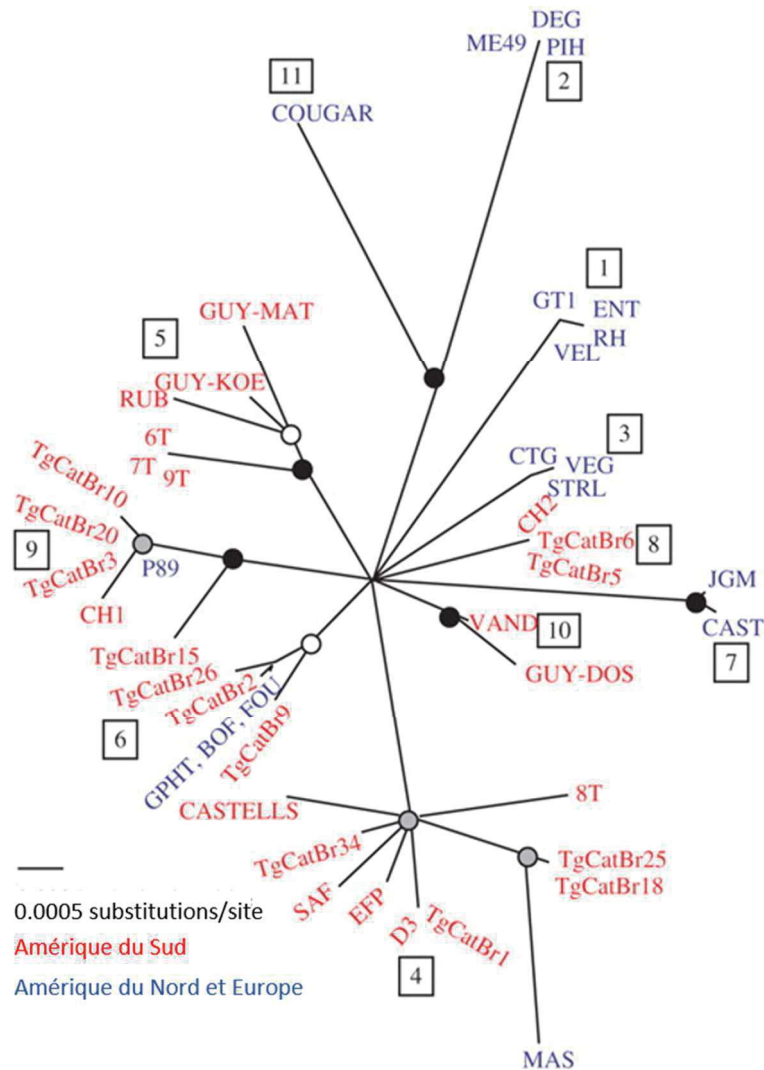 DEG
ME49 PIH
2
11
COUGAR
1
GT1 ENT
RH
VEL
GUY-MAT
5
GUY-KOE
RUB
6T
7T 9T
3
CTG VEG
STRL
CH2
TgCatBr6
8
TgCatBr5
TgCatBr10
TgCatBr20
9
TgCatBr3
P89
CH1
JGM
CAST
7
VAND
10
GUY-DOS
TgCatBr15
TgCatBr26
TgCatBr2
GPHT, BOF, FOU
TgCatBr9
6
CASTELLS
8T
TgCatBr34
SAF
EFP
D3
TgCatBr1
4
TgCatBr25
TgCatBr18
MAS
0.0005 substitutions/site
Amérique du Sud
Amérique du Nord et Europe